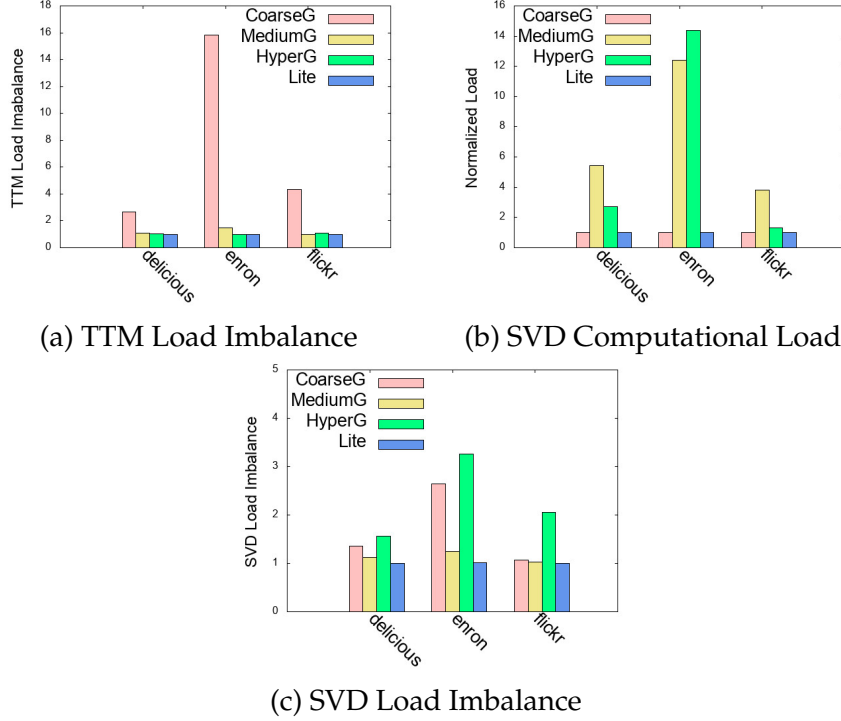 TTM Load Imabalance
18
16
14
12
10
8
6
4
2
0
CoarseG
MediumG
HyperG
Lite
delicious
enron
flickr
(a) TTM Load Imbalance
Normalized Load
16
14
12
10
8
6
4
2
0
CoarseG
MediumG
HyperG
Lite
delicious
enron
flickr
(b) SVD Computational Load
SVD Load Imbalance
5
4
3
2
1
0
CoarseG
MediumG
HyperG
Lite
delicious
enron
flickr
(c) SVD Load Imbalance